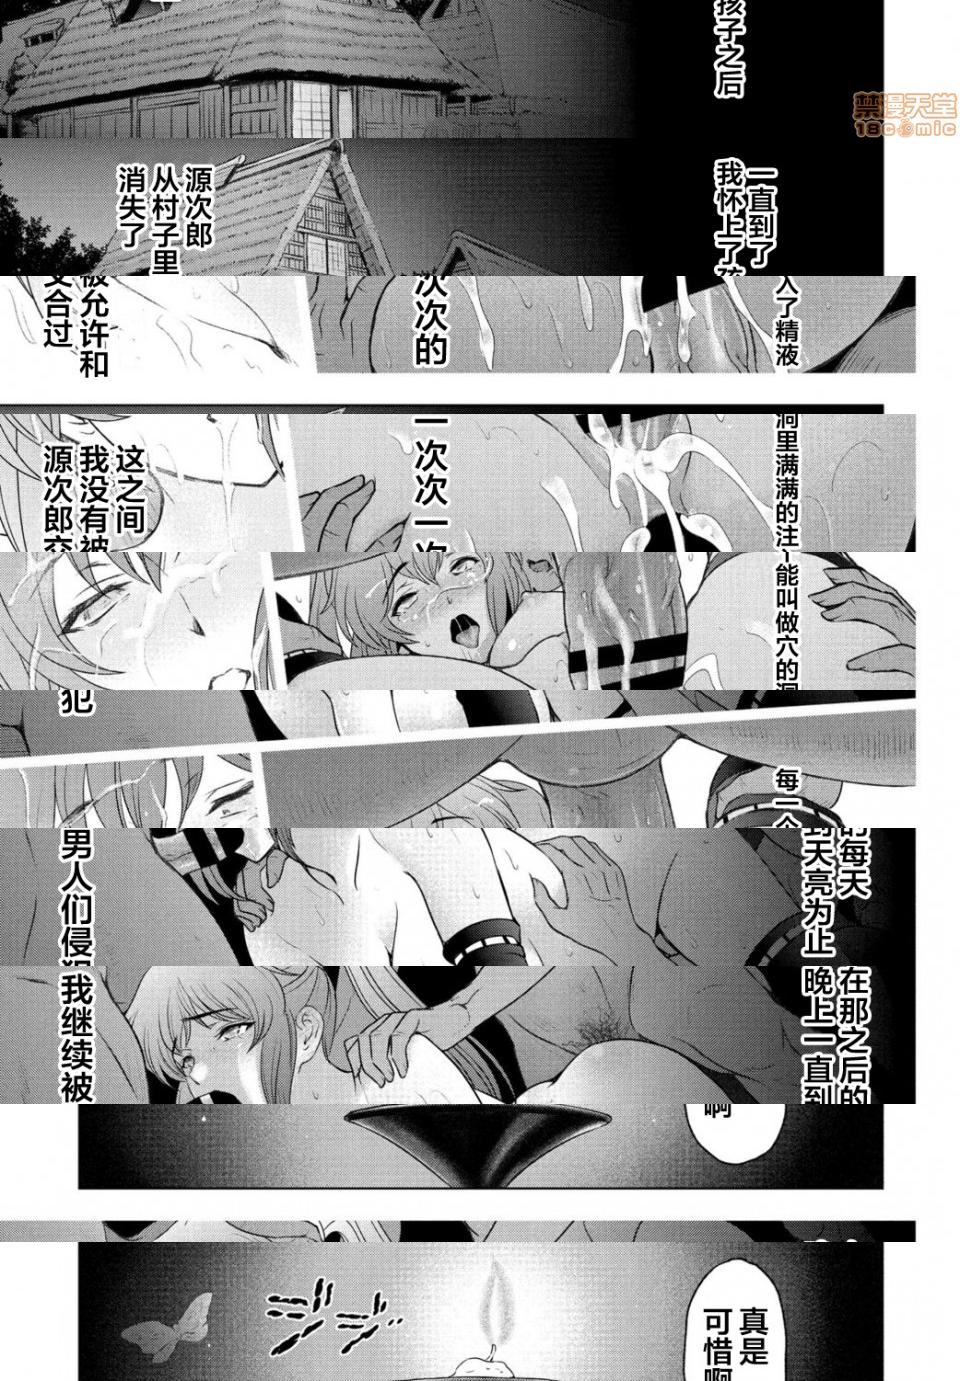 禁漫天堂
18comic
孩子之后
一直到了
我怀上了孩
源次郎
从村子里
消失了
入了精液
次次的
被允许和
交合过
洞里满满的注
一次次一次
这之间
我没有被
源次郎交
能叫做穴的洞
犯
每一个
的每天
到天亮为止
男人们侵犯
在那之后的
晚上一直到
我继续被
啊
真是
可惜啊
ジジ…